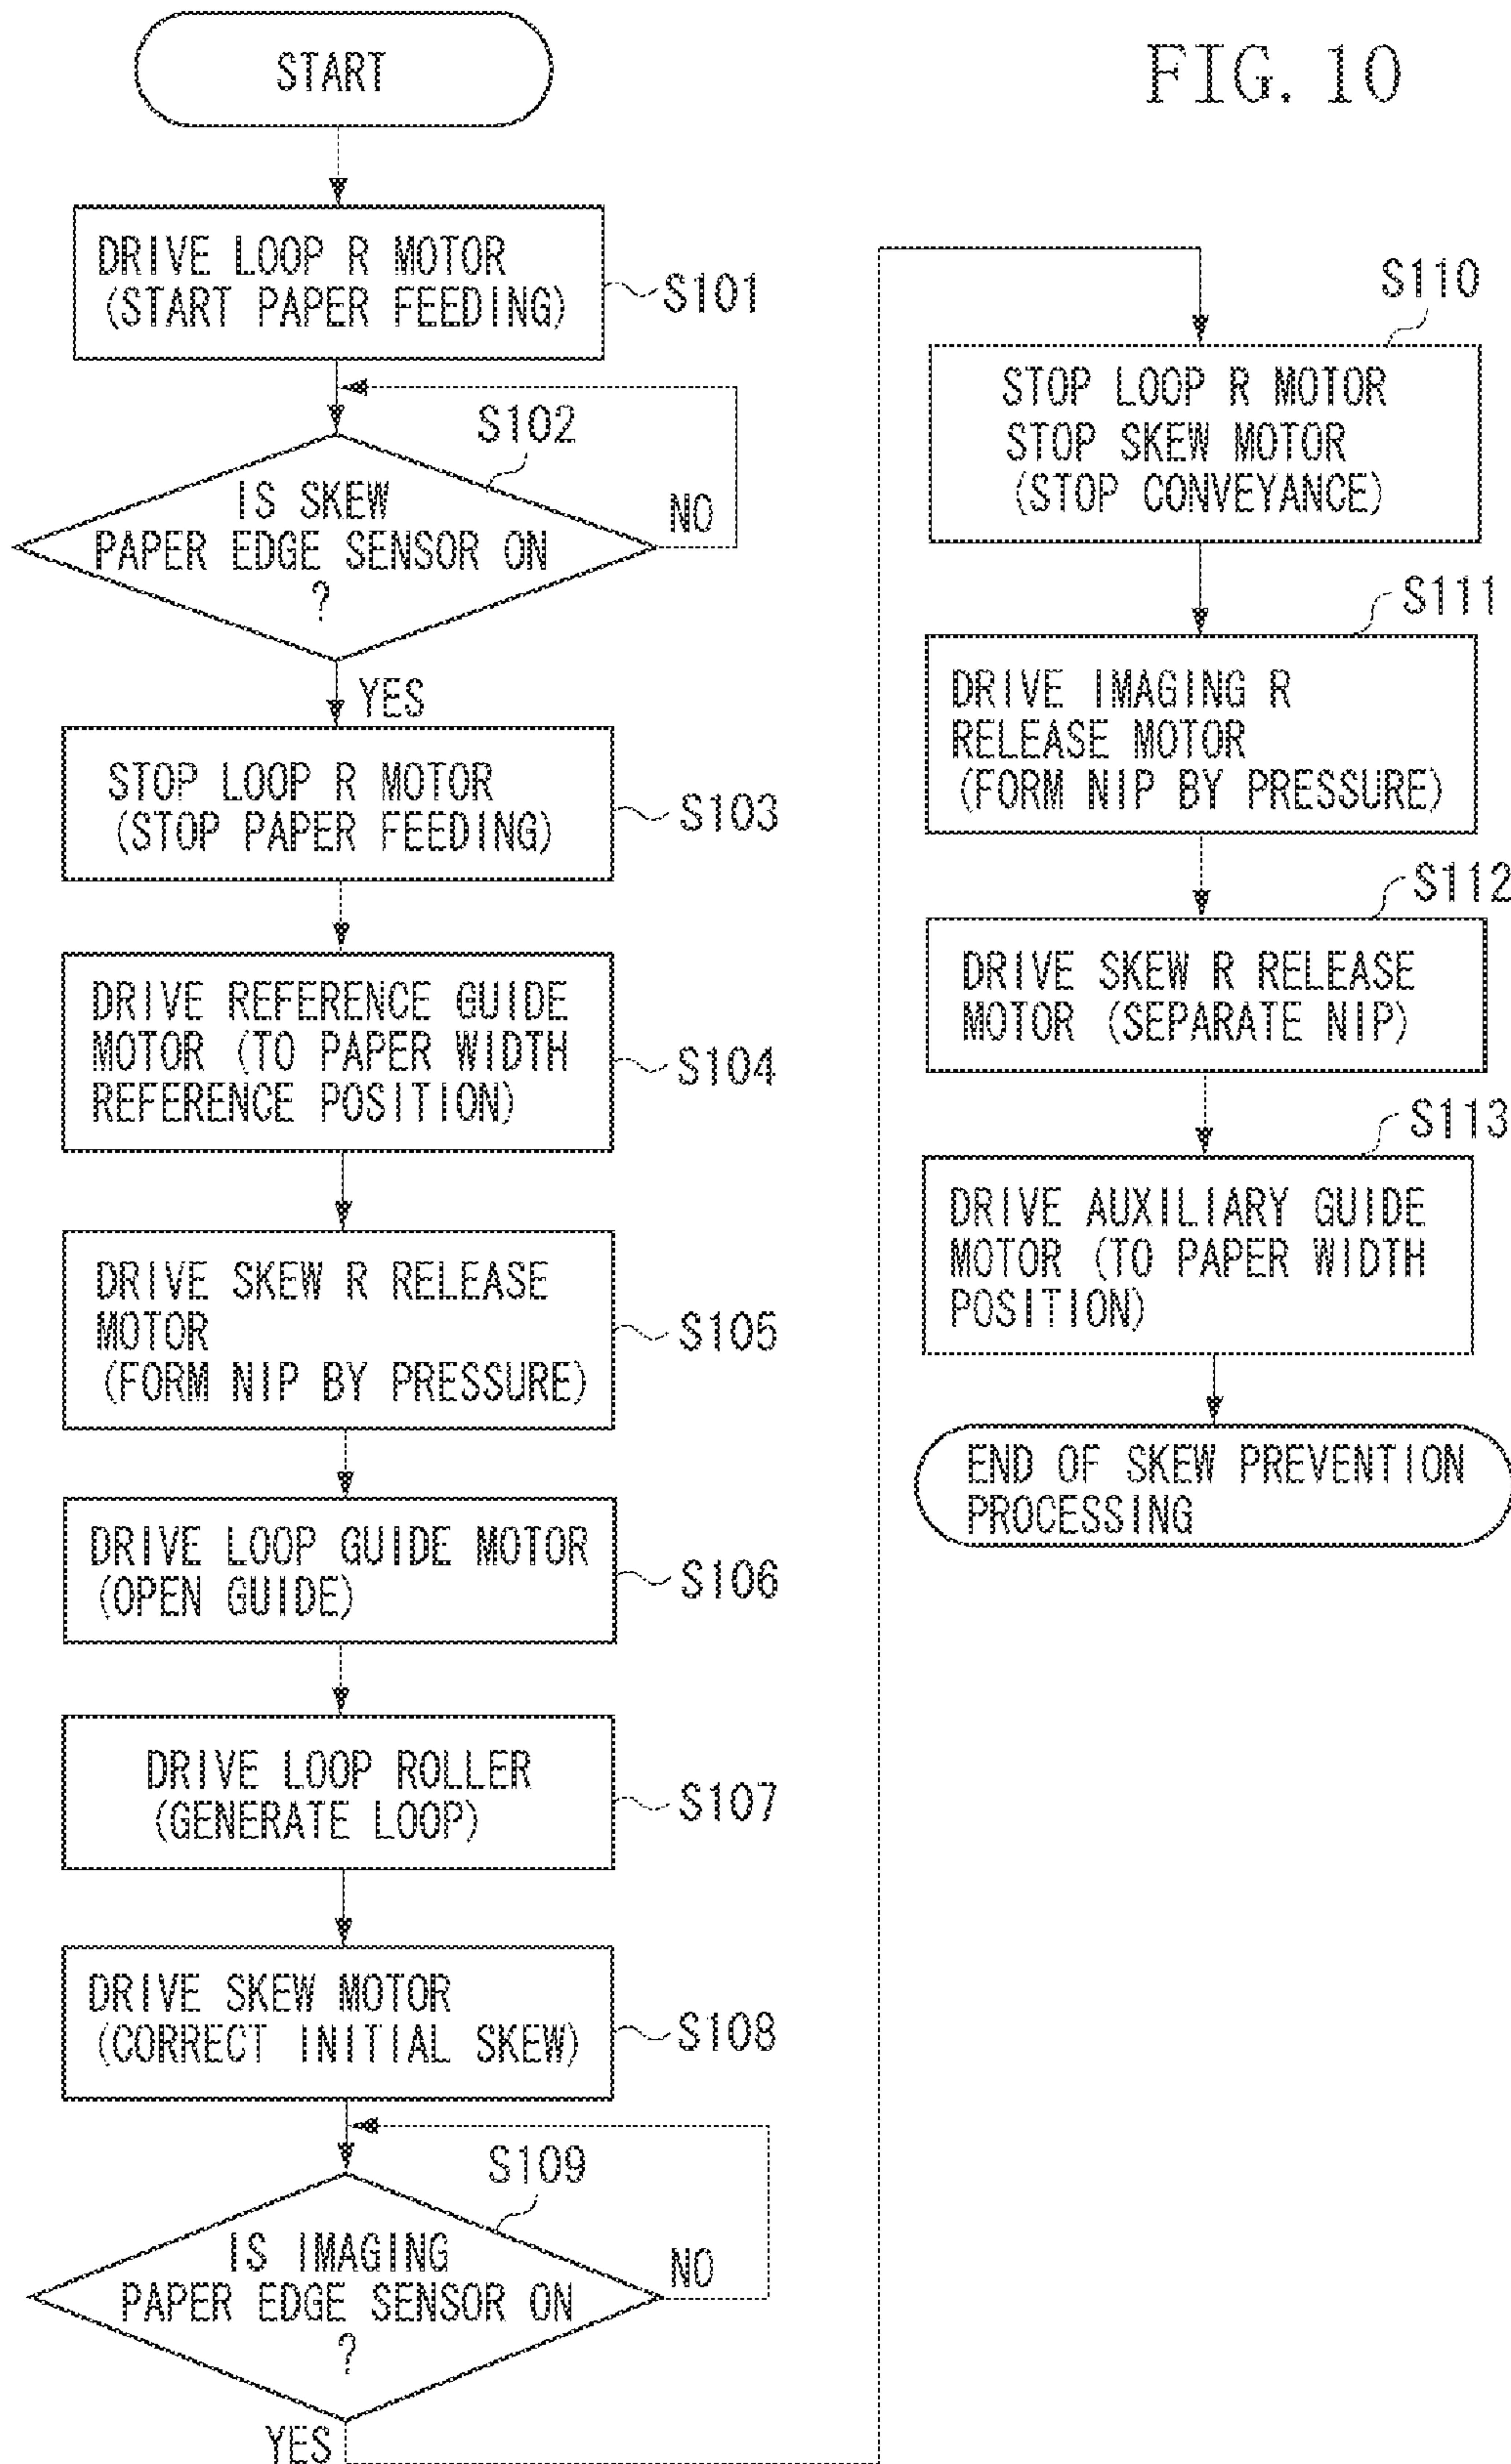 FIG. 10
START
DRIVE LOOP R MOTOR
(START PAPER FEEDING)
S101
S102
IS SKEW
PAPER EDGE SENSOR ON
?
NO
YES
STOP LOOP R MOTOR
(STOP PAPER FEEDING)
S103
DRIVE REFERENCE GUIDE
MOTOR (TO PAPER WIDTH
REFERENCE POSITION)
S104
DRIVE SKEW R RELEASE
MOTOR
(FORM NIP BY PRESSURE)
S105
DRIVE LOOP GUIDE MOTOR
(OPEN GUIDE)
S106
DRIVE LOOP ROLLER
(GENERATE LOOP)
S107
DRIVE SKEW MOTOR
(CORRECT INITIAL SKEW)
S108
S109
IS IMAGING
PAPER EDGE SENSOR ON
?
NO
YES
S110
STOP LOOP R MOTOR
STOP SKEW MOTOR
(STOP CONVEYANCE)
S111
DRIVE IMAGING R
RELEASE MOTOR
(FORM NIP BY PRESSURE)
S112
DRIVE SKEW R RELEASE
MOTOR (SEPARATE NIP)
S113
DRIVE AUXILIARY GUIDE
MOTOR (TO PAPER WIDTH
POSITION)
END OF SKEW PREVENTION
PROCESSING